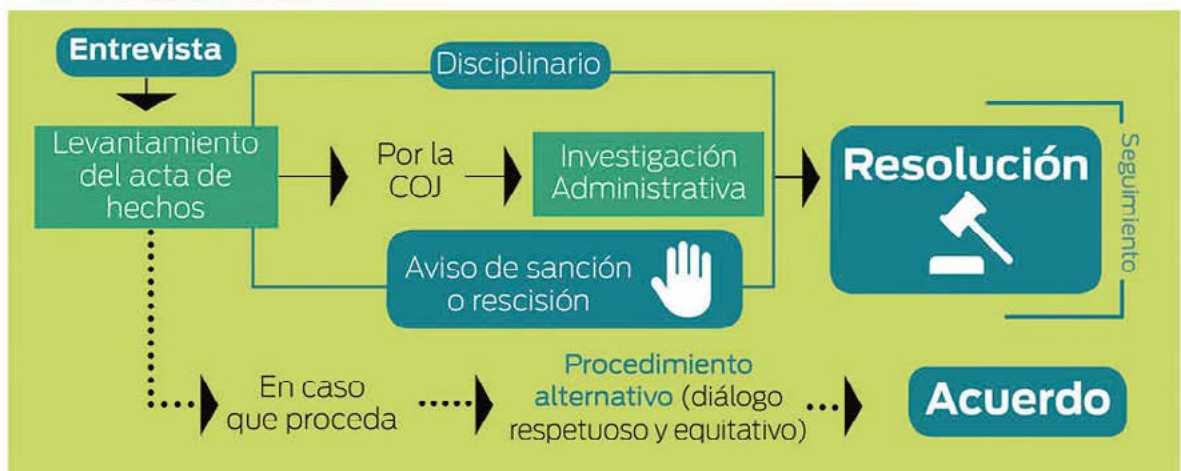 Entrevista
Disciplinario
Levantamiento
del acta de
hechos
Por la
COJ
Investigación
Administrativa
Resolución
Seguimiento
Aviso de sanción
o rescisión
En caso
que proceda
Procedimiento
alternativo (diálogo
respetuoso y equitativo)
Acuerdo